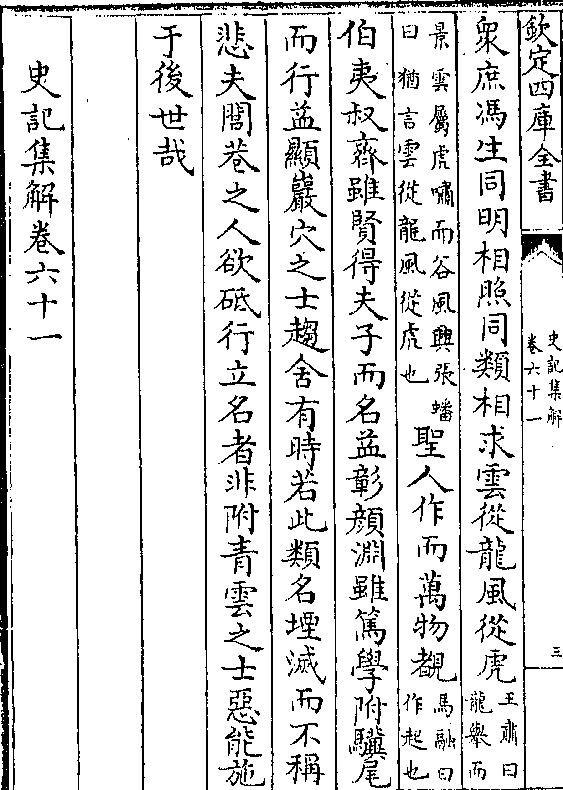 欽定四庫全書
史記集解
卷六十一
三
衆庶馮生同明相照同類相求雲從龍風從虎王肅曰龍舉而
景雲屬虎嘯而谷風興張蟠曰猶言雲從龍風從虎也聖人作而萬物覩馬融曰作起也
伯夷叔齊雖賢得夫子而名益彰顔淵雖篤學附驥尾
而行益顯巖穴之士趨舍有時若此類名堙滅而不稱
悲夫閭巷之人欲砥行立名者非附青雲之士惡能施
于後世哉
史記集解卷六十一